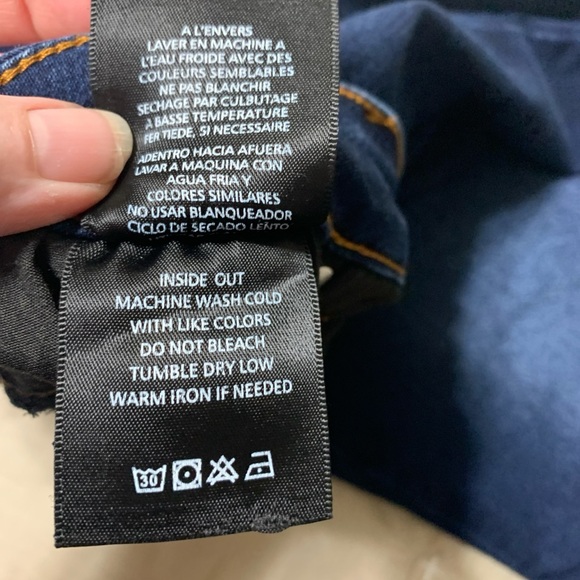 A L'ENVERS
LAVER EN MACHINE A
L'EAU FROIDE AVEC DES
COULEURS SEMBLABLES
NE PAS BLANCHIR
SECHAGE PAR CULBUTAGE
A BASSE TEMPERATURE
FER TIEDE, SI NECESSAIRE
ADENTRO HACIA AFUERA
LAVAR A MAQUINA CON
AGUA FRIA Y
COLORES SIMILARES
NO USAR BLANQUEADOR
CICLO DE SECADO LENTO
INSIDE OUT
MACHINE WASH COLD
WITH LIKE COLORS
DO NOT BLEACH
TUMBLE DRY LOW
WARM IRON IF NEEDED
30